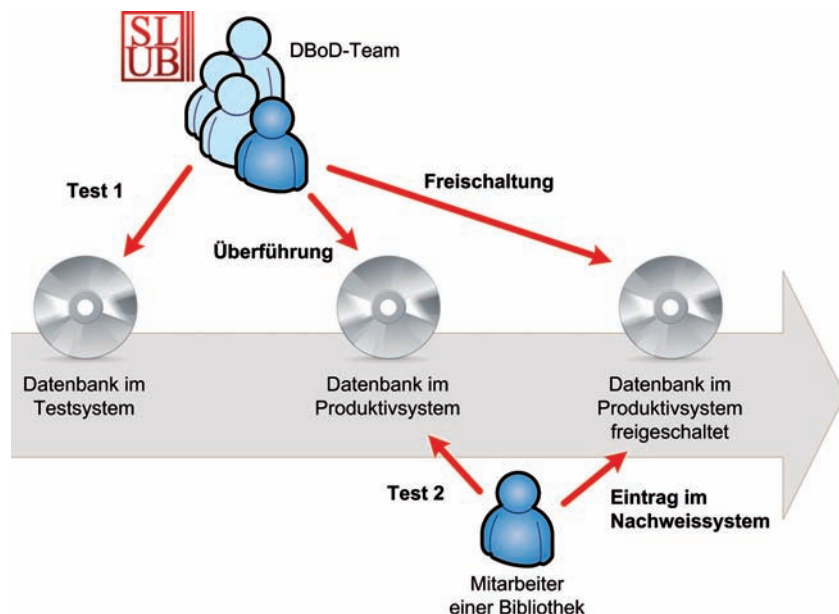 SL
UB
DBoD-Team
Test 1
Freischaltung
Überführung
Datenbank im
Testsystem
Datenbank im
Produktivsystem
Datenbank im
Produktivsystem
freigeschaltet
Test 2
Eintrag im
Nachweissystem
Mitarbeiter
einer Bibliothek